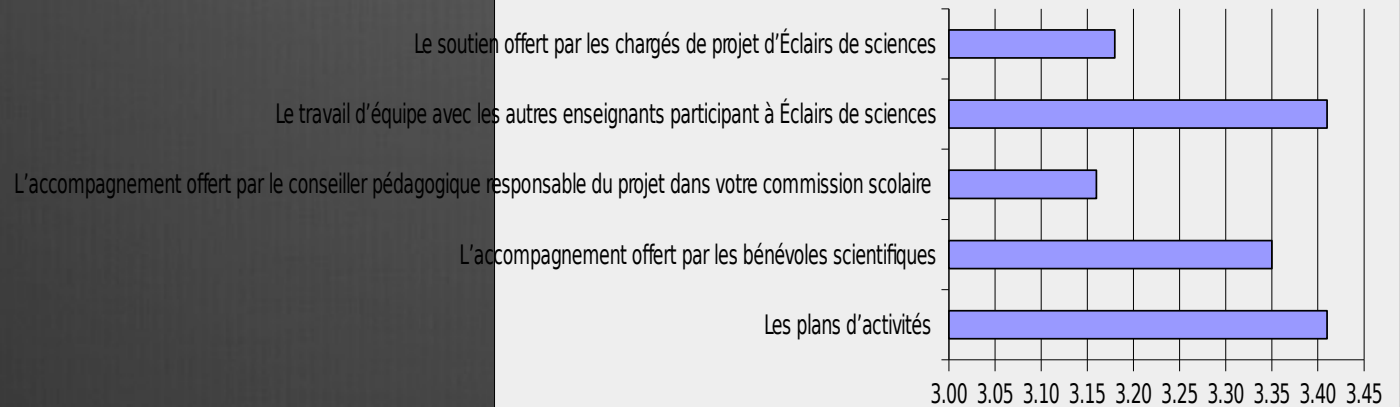 Le soutien offert par les chargés de projet d’Éclairs de sciences
Le travail d’équipe avec les autres enseignants participant à Éclairs de sciences
L’accompagnement offert par le conseiller pédagogique responsable du projet dans votre commission scolaire
L’accompagnement offert par les bénévoles scientifiques
Les plans d’activités
3.00 3.05 3.10 3.15 3.20 3.25 3.30 3.35 3.40 3.45